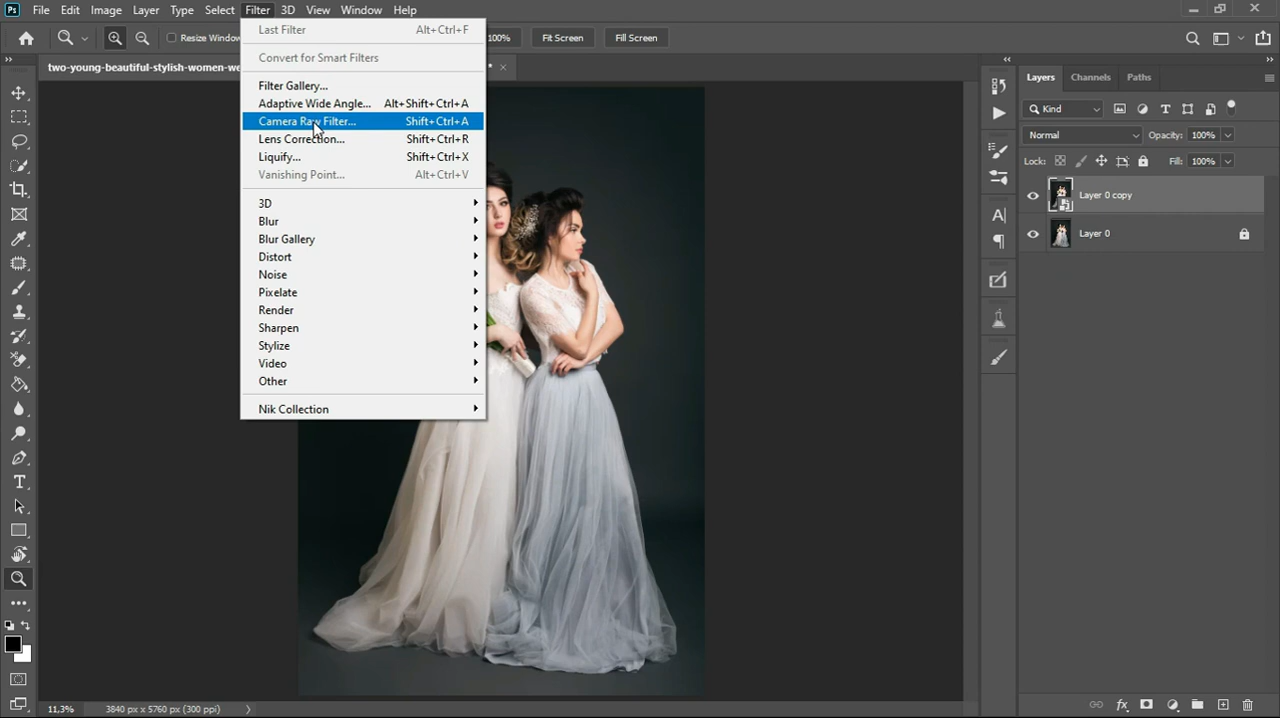 Ps File Edit Image Layer Type Select Filter 3D View Window Help
Resize Window 100% Fit Screen Fill Screen
two-young-beautiful-stylish-women-we * ×
Last Filter Alt+Ctrl+F
Convert for Smart Filters
Filter Gallery...
Adaptive Wide Angle... Alt+Shift+Ctrl+A
Camera Raw Filter... Shift+Ctrl+A
Lens Correction... Shift+Ctrl+R
Liquify... Shift+Ctrl+X
Vanishing Point... Alt+Ctrl+V
3D
Blur
Blur Gallery
Distort
Noise
Pixelate
Render
Sharpen
Stylize
Video
Other
Nik Collection
Layers Channels Paths
Kind
Normal Opacity: 100%
Lock: Fill: 100%
Layer 0 copy
Layer 0
11,3% 3840 px x 5760 px (300 ppi)